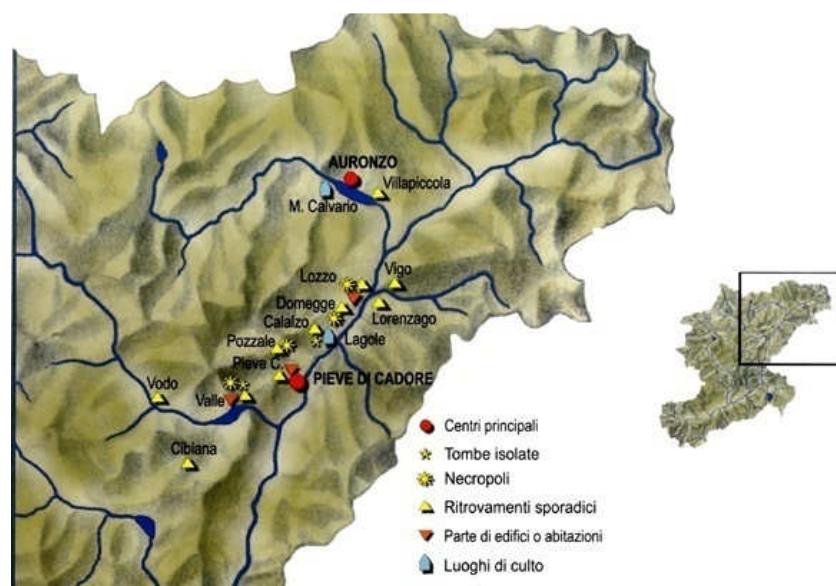 AURONZO
Villapiccola
M. Calvario
Lozzo
Vigo
Domegge
Lorenzago
Calalzo
Lagole
Pozzale
Pieve C.
PIEVE DI CADORE
Vodo
Valle
Cibiana
Centri principali
Tombe isolate
Necropoli
Ritrovamenti sporadici
Parte di edifici o abitazioni
Luoghi di culto